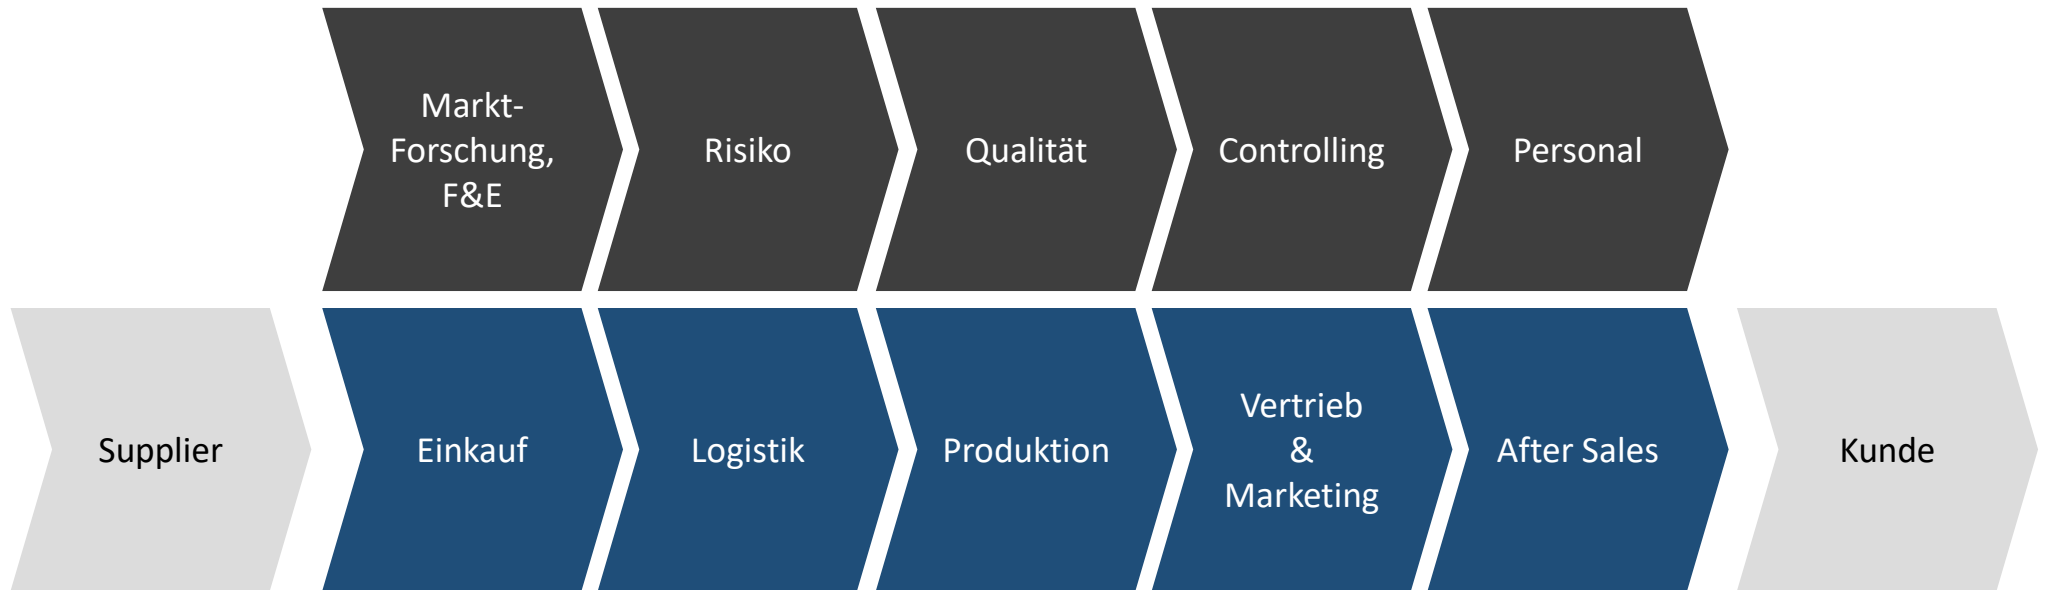 Markt-
Forschung,
F&E
Risiko
Qualität
Controlling
Personal
Supplier
Einkauf
Logistik
Produktion
Vertrieb
&
Marketing
After Sales
Kunde